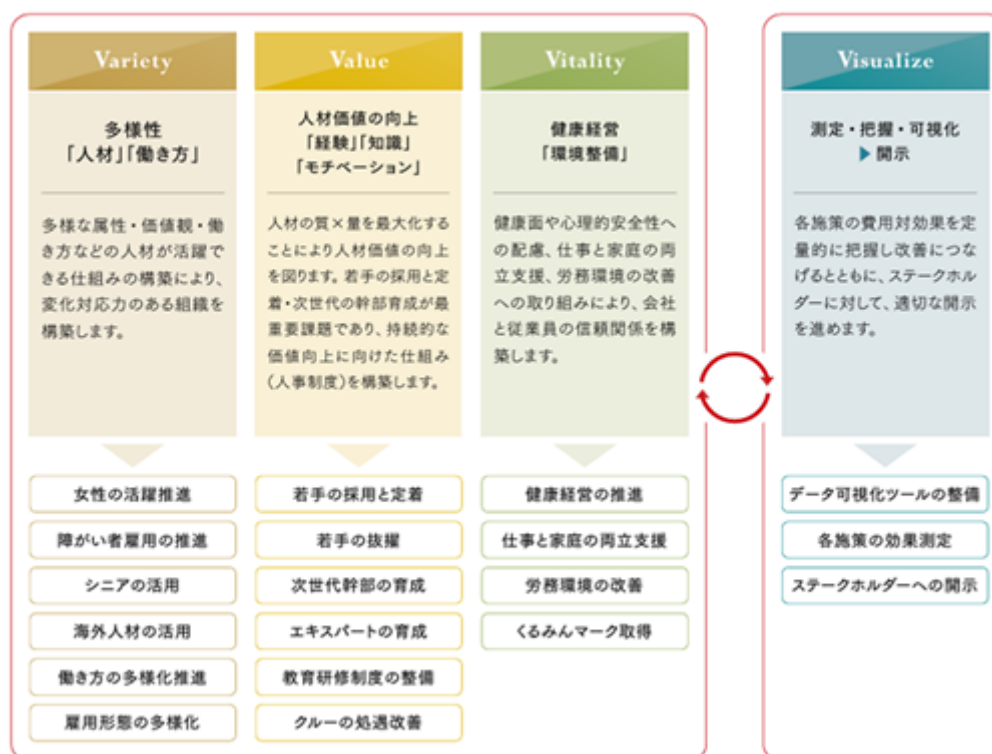 Variety
多様性
「人材」「働き方」
多様な属性・価値観・働
き方などの人材が活躍で
きる仕組みの構築により、
変化対応力のある組織を
構築します。
女性の活躍推進
障がい者雇用の推進
シニアの活用
海外人材の活用
働き方の多様化推進
雇用形態の多様化
Value
人材価値の向上
「経験」「知識」
「モチベーション」
人材の質×量を最大化する
ことにより人材価値の向上
を図ります。若手の採用と定
着・次世代の幹部育成が最
重要課題であり、持続的な
価値向上に向けた仕組み
(人事制度)を構築します。
若手の採用と定着
若手の抜擢
次世代幹部の育成
エキスパートの育成
教育研修制度の整備
クルーの処遇改善
Vitality
健康経営
「環境整備」
健康面や心理的安全性へ
の配慮、仕事と家庭の両
立支援、労務環境の改善
への取り組みにより、会社
と従業員の信頼関係を構
築します。
健康経営の推進
仕事と家庭の両立支援
労務環境の改善
くるみんマーク取得
Visualize
測定・把握・可視化
▶ 開示
各施策の費用対効果を定
量的に把握し改善につな
げるとともに、ステークホル
ダーに対して、適切な開示
を進めます。
データ可視化ツールの整備
各施策の効果測定
ステークホルダーへの開示